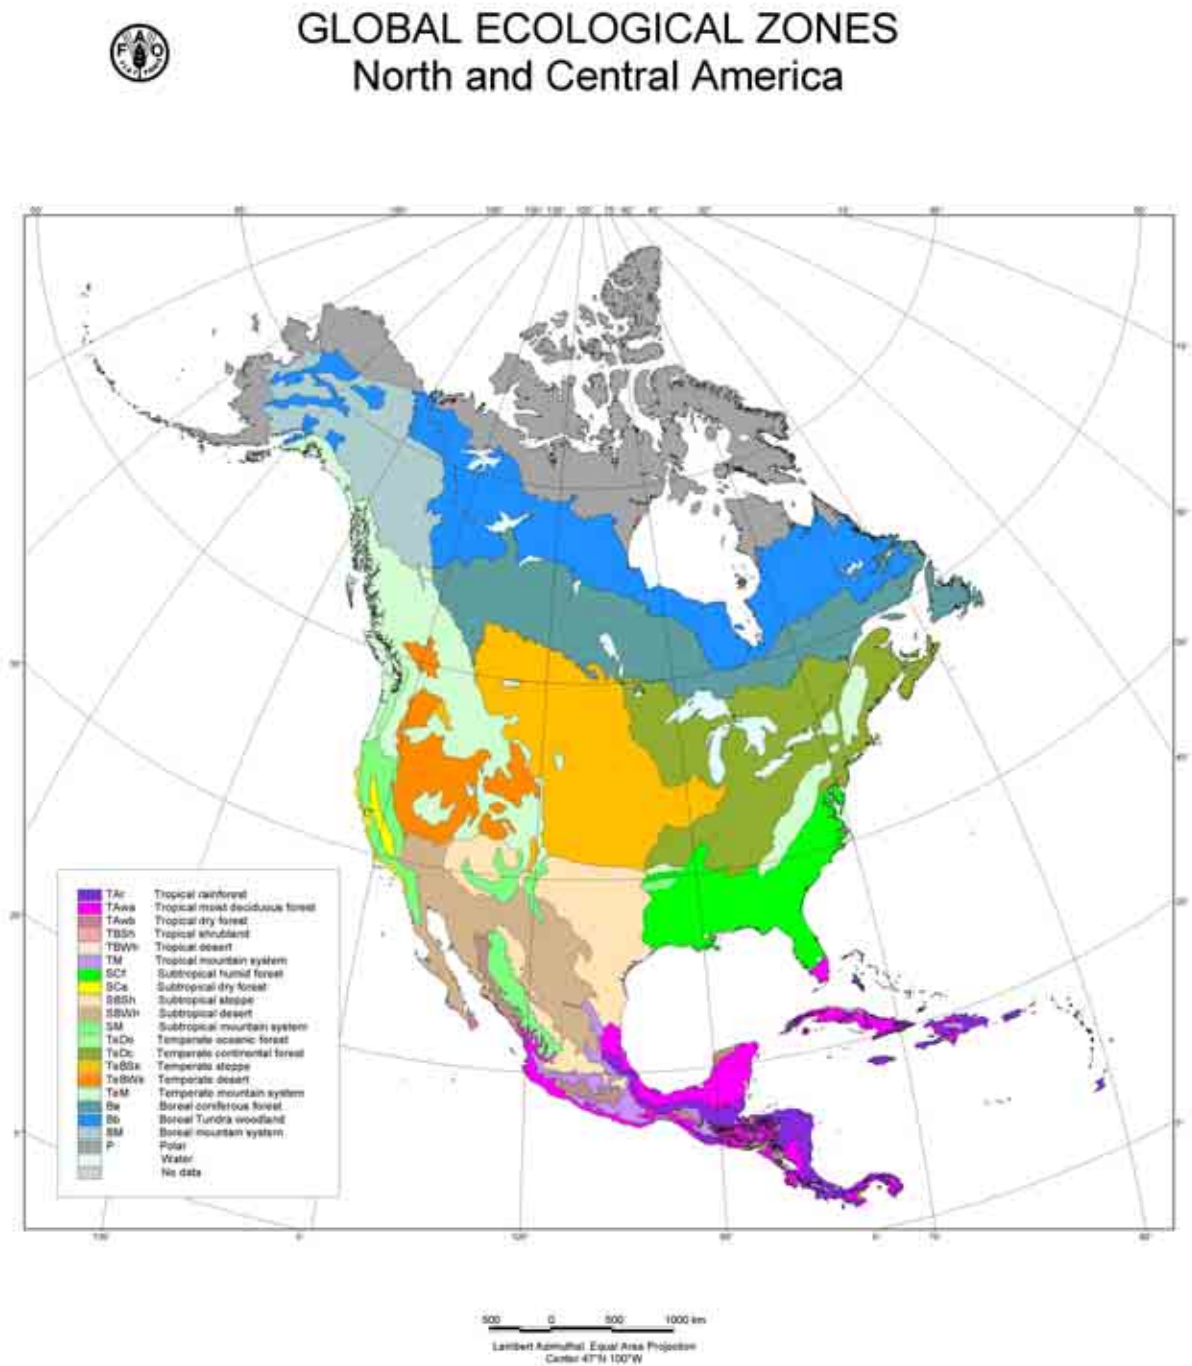 GLOBAL ECOLOGICAL ZONES
North and Central America
F A O
TAr Tropical rainforest
TAwa Tropical moist deciduous forest
TAwb Tropical dry forest
TBSh Tropical shrubland
TBWh Tropical desert
TM Tropical mountain system
SCf Subtropical humid forest
SCs Subtropical dry forest
SBSh Subtropical steppe
SBWh Subtropical desert
SM Subtropical mountain system
TeDo Temperate oceanic forest
TeDc Temperate continental forest
TeBSk Temperate steppe
TeBWk Temperate desert
TeM Temperate mountain system
Ba Boreal coniferous forest
Bb Boreal Tundra woodland
BM Boreal mountain system
P Polar
Water
No data
500 0 500 1000 km
Lambert Azimuthal Equal Area Projection
Center 47°N 100°W